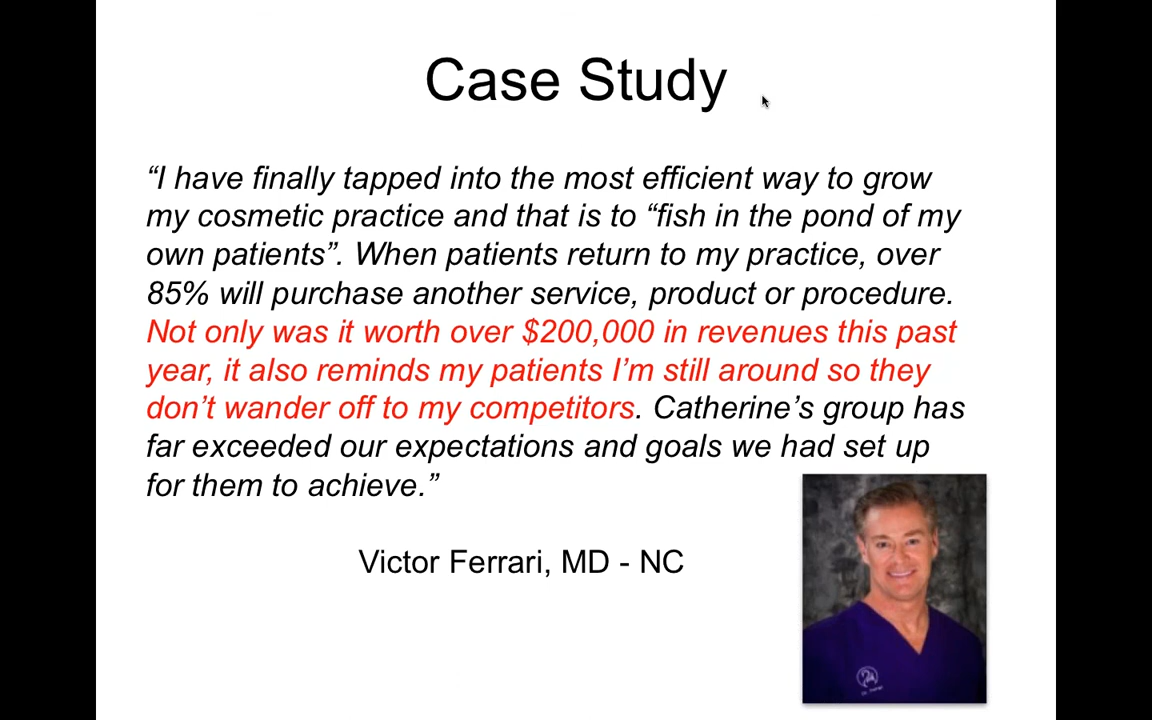 Case Study
“I have finally tapped into the most efficient way to grow
my cosmetic practice and that is to “fish in the pond of my
own patients”. When patients return to my practice, over
85% will purchase another service, product or procedure.
Not only was it worth over $200,000 in revenues this past
year, it also reminds my patients I’m still around so they
don’t wander off to my competitors. Catherine’s group has
far exceeded our expectations and goals we had set up
for them to achieve.”
Victor Ferrari, MD - NC